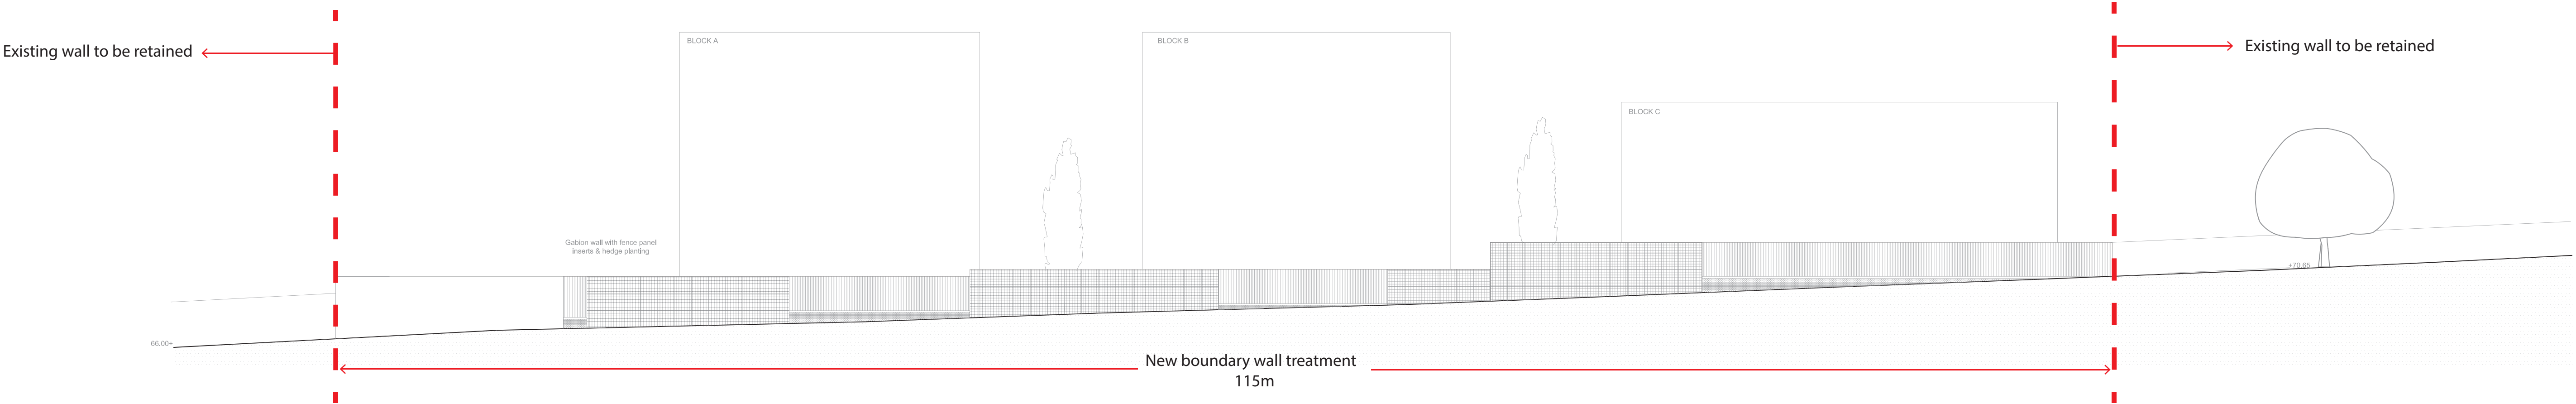 Existing wall to be retained
BLOCK A
BLOCK B
BLOCK C
Existing wall to be retained
Gabion wall with fence panel
inserts & hedge planting
+70.65
66.00+
New boundary wall treatment
115m